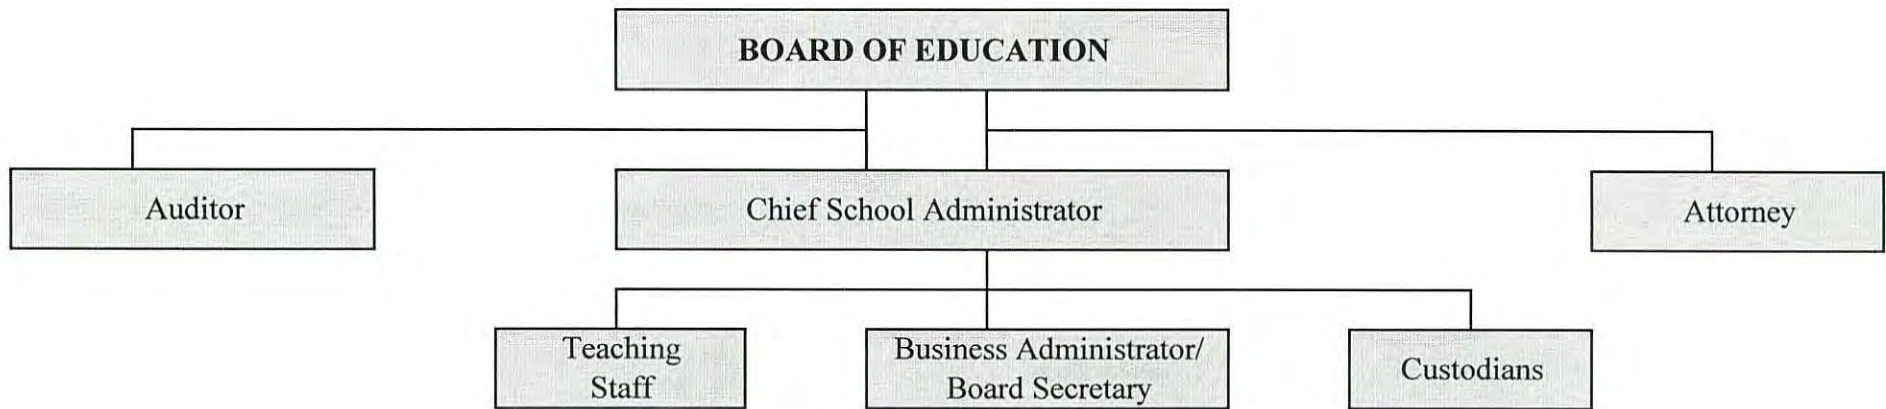 BOARD OF EDUCATION
Auditor
Chief School Administrator
Attorney
Teaching
Staff
Business Administrator/
Board Secretary
Custodians